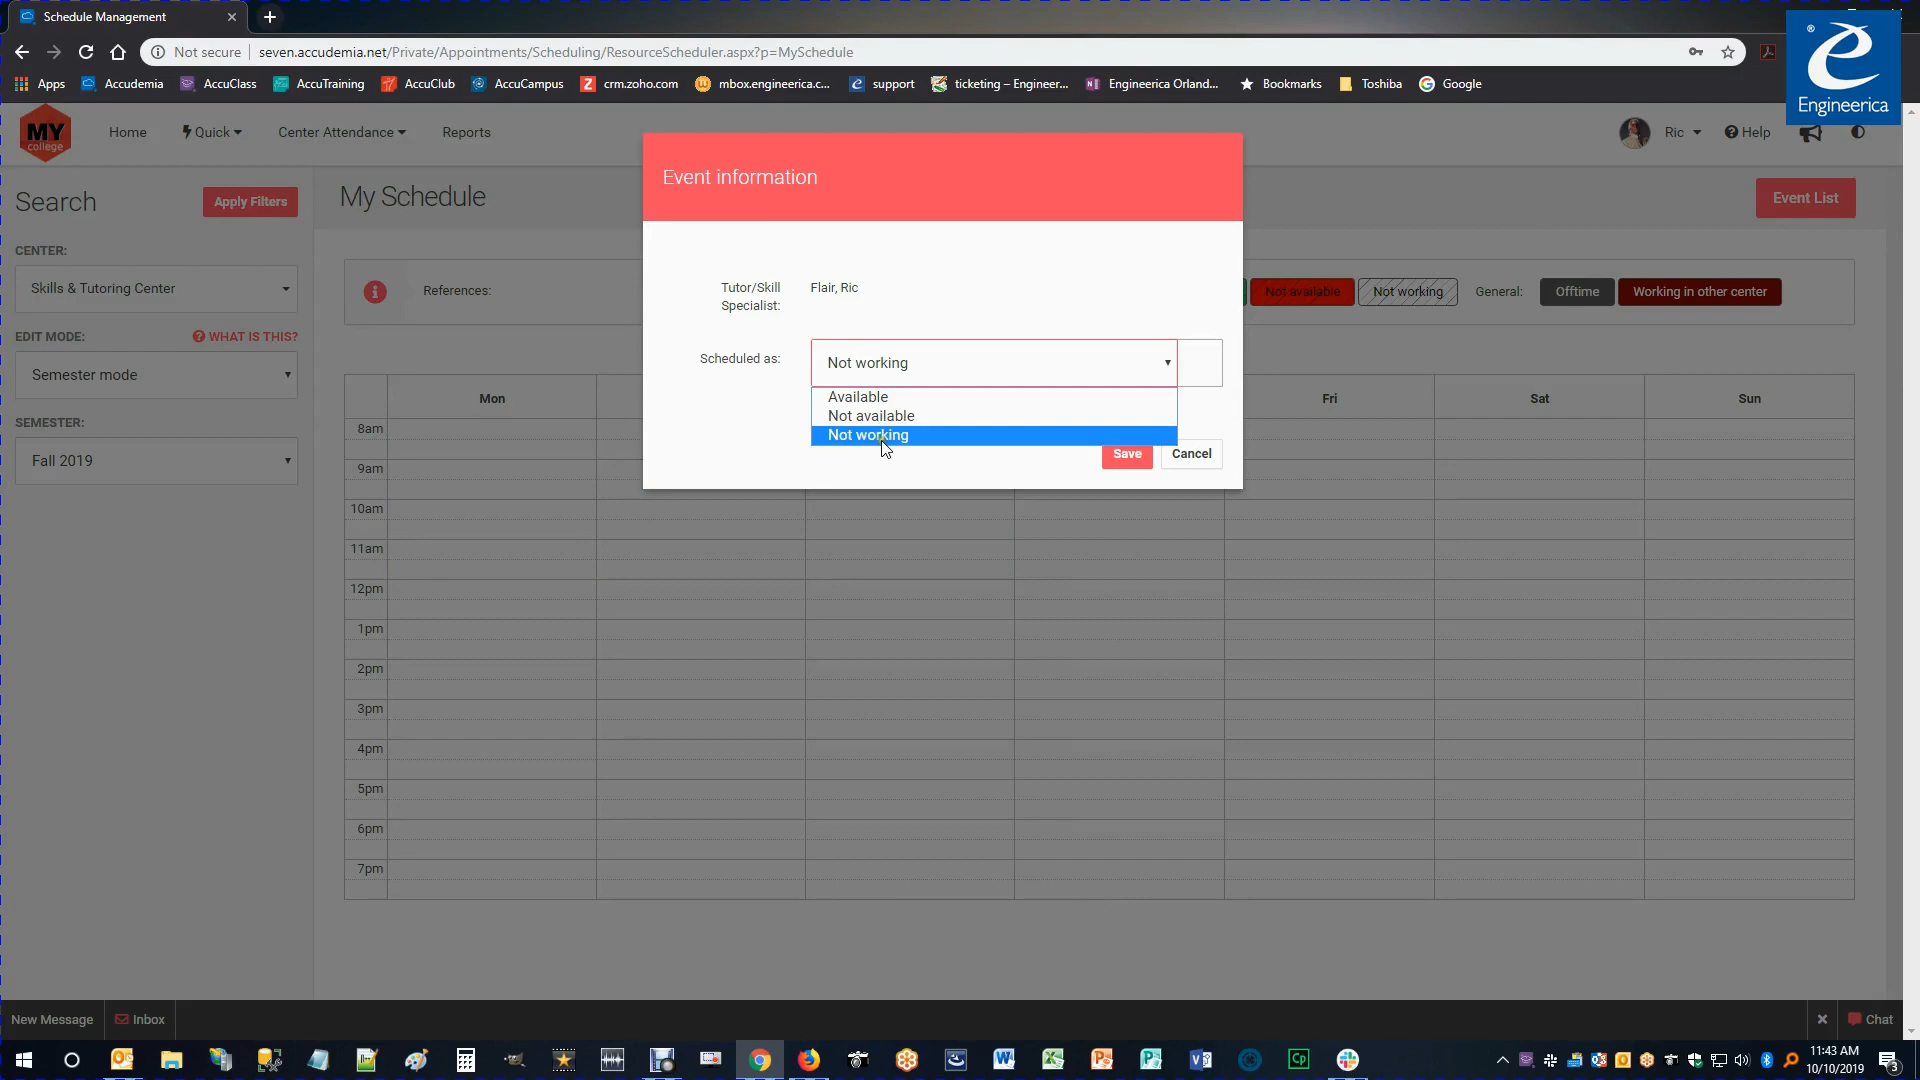 Schedule Management
Not secure
seven.accudemia.net/Private/Appointments/Scheduling/ResourceScheduler.aspx?p=MySchedule
Apps
Accudemia
AccuClass
AccuTraining
AccuClub
AccuCampus
crm.zoho.com
mbox.engineerica.c...
support
ticketing – Engineer...
Engineerica Orland...
Bookmarks
Toshiba
Google
Engineerica
MY
college
Home
Quick
Center Attendance
Reports
Ric
Help
Search
Apply Filters
My Schedule
Event List
CENTER:
Skills & Tutoring Center
EDIT MODE:
WHAT IS THIS?
Semester mode
SEMESTER:
Fall 2019
References:
Not available
Not working
General:
Offtime
Working in other center
Event information
Tutor/Skill
Specialist:
Flair, Ric
Scheduled as:
Not working
Available
Not available
Not working
Save
Cancel
Mon
Fri
Sat
Sun
8am
9am
10am
11am
12pm
1pm
2pm
3pm
4pm
5pm
6pm
7pm
New Message
Inbox
Chat
11:43 AM
10/10/2019
3